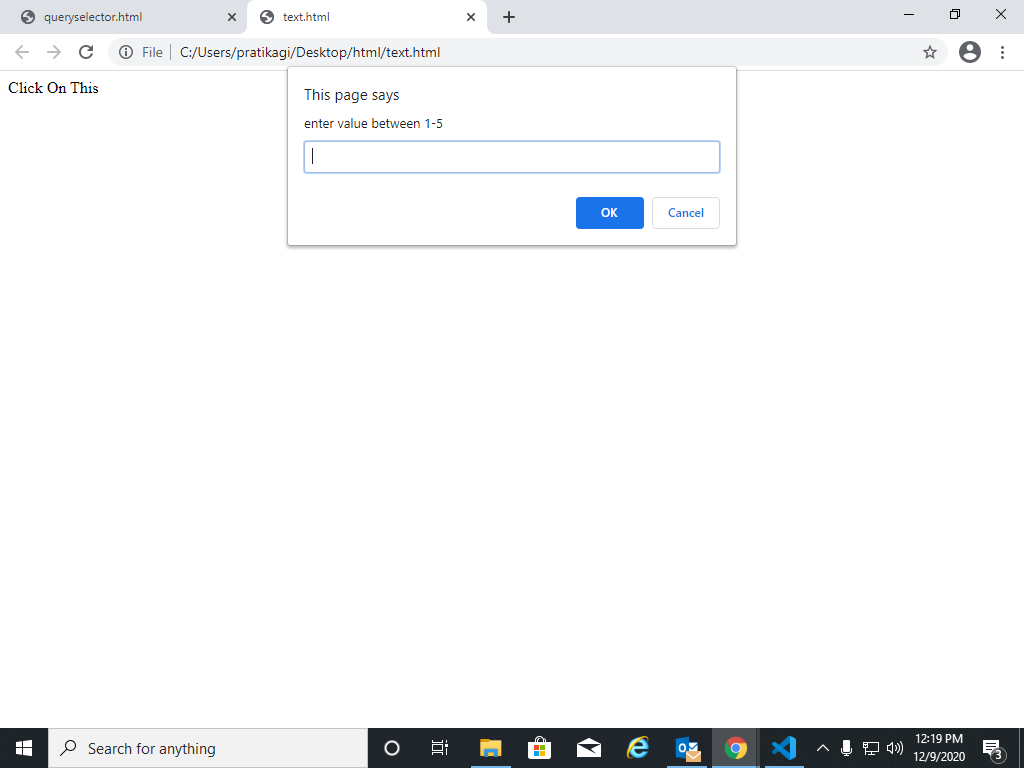 queryselector.html
text.html
File
C:/Users/pratikagi/Desktop/html/text.html
Click On This
This page says
enter value between 1-5
OK
Cancel
Search for anything
12:19 PM
12/9/2020
3